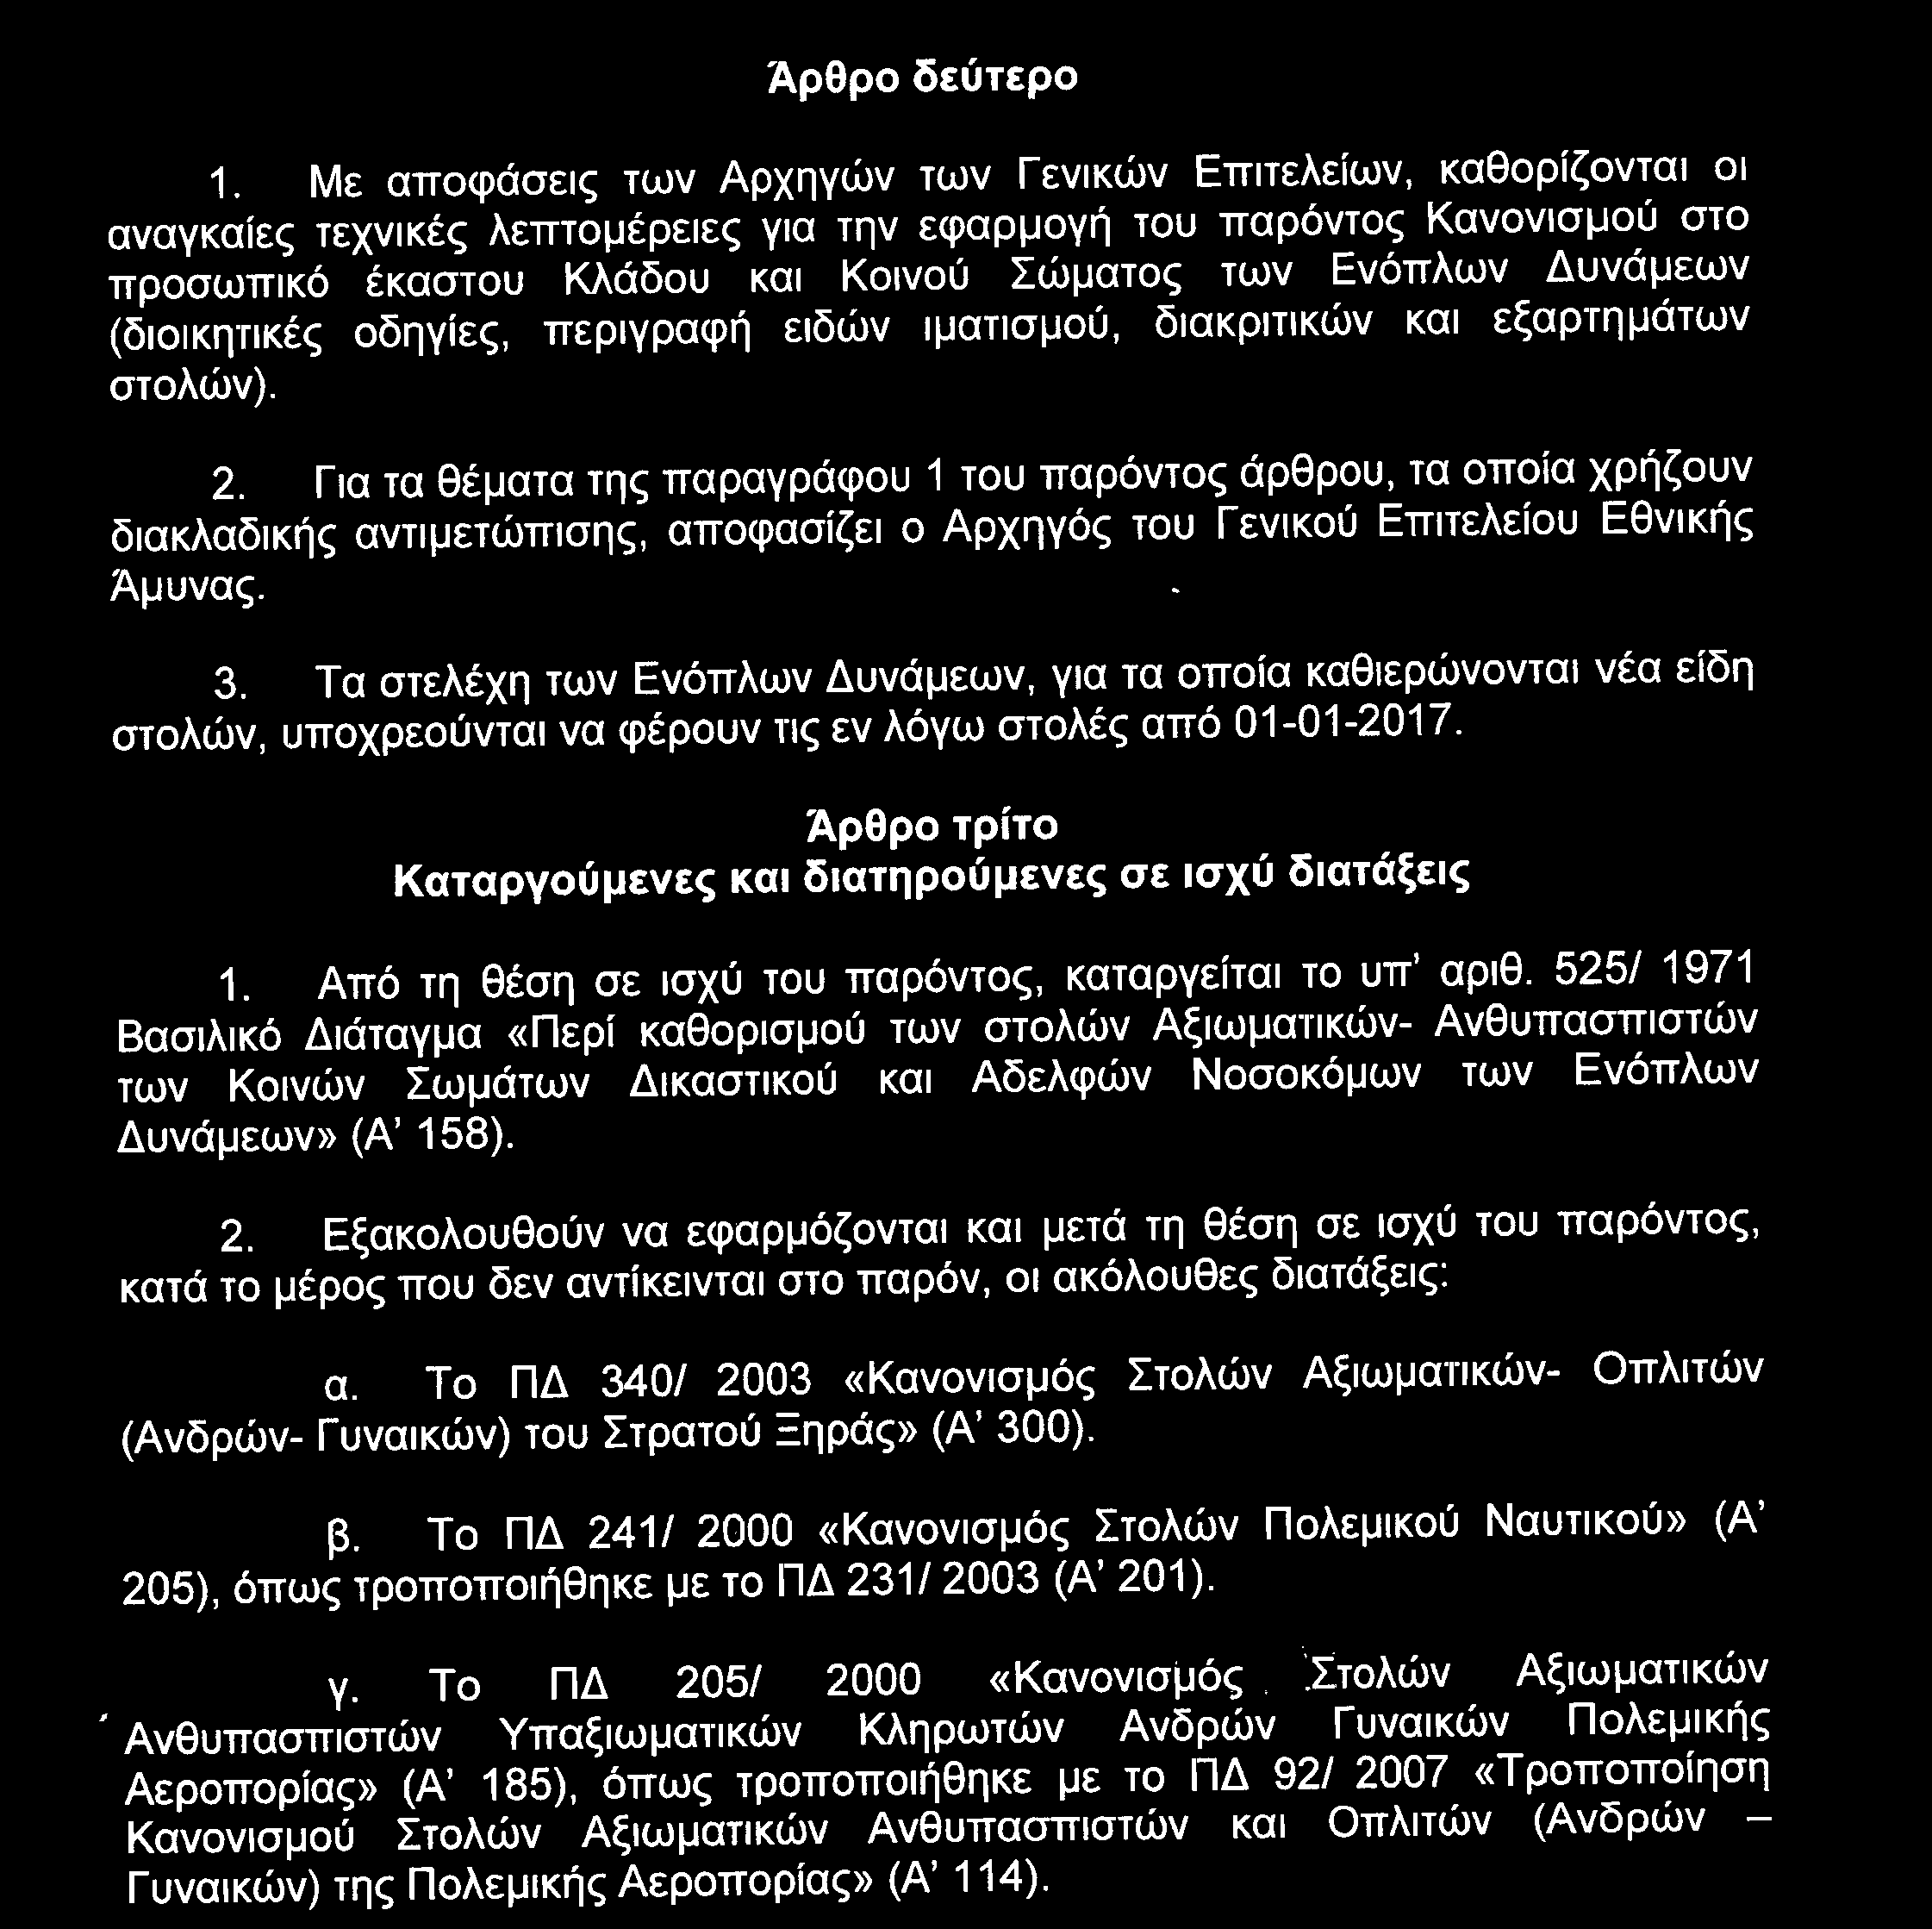 Άρθρο δεύτερο
1. Με αποφάσεις των Αρχηγών των Γενικών Επιτελείων, καθορίζονται οι
αναγκαίες τεχνικές λεπτομέρειες για την εφαρμογή του παρόντος Κανονισμού στο
προσωπικό έκαστου Κλάδου και Κοινού Σώματος των Ενόπλων Δυνάμεων
(διοικητικές οδηγίες, περιγραφή ειδών ιματισμού, διακριτικών και εξαρτημάτων
στολών).
2. Για τα θέματα της παραγράφου 1 του παρόντος άρθρου, τα οποία χρήζουν
διακλαδικής αντιμετώπισης, αποφασίζει ο Αρχηγός του Γενικού Επιτελείου Εθνικής
Άμυνας.
3. Τα στελέχη των Ενόπλων Δυνάμεων, για τα οποία καθιερώνονται νέα είδη
στολών, υποχρεούνται να φέρουν τις εν λόγω στολές από 01-01-2017.
Άρθρο τρίτο
Καταργούμενες και διατηρούμενες σε ισχύ διατάξεις
1. Από τη θέση σε ισχύ του παρόντος, καταργείται το υπ’ αριθ. 525/ 1971
Βασιλικό Διάταγμα «Περί καθορισμού των στολών Αξιωματικών- Ανθυπασπιστών
των Κοινών Σωμάτων Δικαστικού και Αδελφών Νοσοκόμων των Ενόπλων
Δυνάμεων» (Α’ 158).
2. Εξακολουθούν να εφαρμόζονται και μετά τη θέση σε ισχύ του παρόντος,
κατά το μέρος που δεν αντίκεινται στο παρόν, οι ακόλουθες διατάξεις:
α. Το ΠΔ 340/ 2003 «Κανονισμός Στολών Αξιωματικών- Οπλιτών
(Ανδρών- Γυναικών) του Στρατού Ξηράς» (Α’ 300).
β. Το ΠΔ 241/ 2000 «Κανονισμός Στολών Πολεμικού Ναυτικού» (Α’
205), όπως τροποποιήθηκε με το ΠΔ 231/ 2003 (Α’ 201).
γ. Το ΠΔ 205/ 2000 «Κανονισμός Στολών Αξιωματικών
Ανθυπασπιστών Υπαξιωματικών Κληρωτών Ανδρών Γυναικών Πολεμικής
Αεροπορίας» (Α’ 185), όπως τροποποιήθηκε με το ΠΔ 92/ 2007 «Τροποποίηση
Κανονισμού Στολών Αξιωματικών Ανθυπασπιστών και Οπλιτών (Ανδρών –
Γυναικών) της Πολεμικής Αεροπορίας» (Α’ 114).